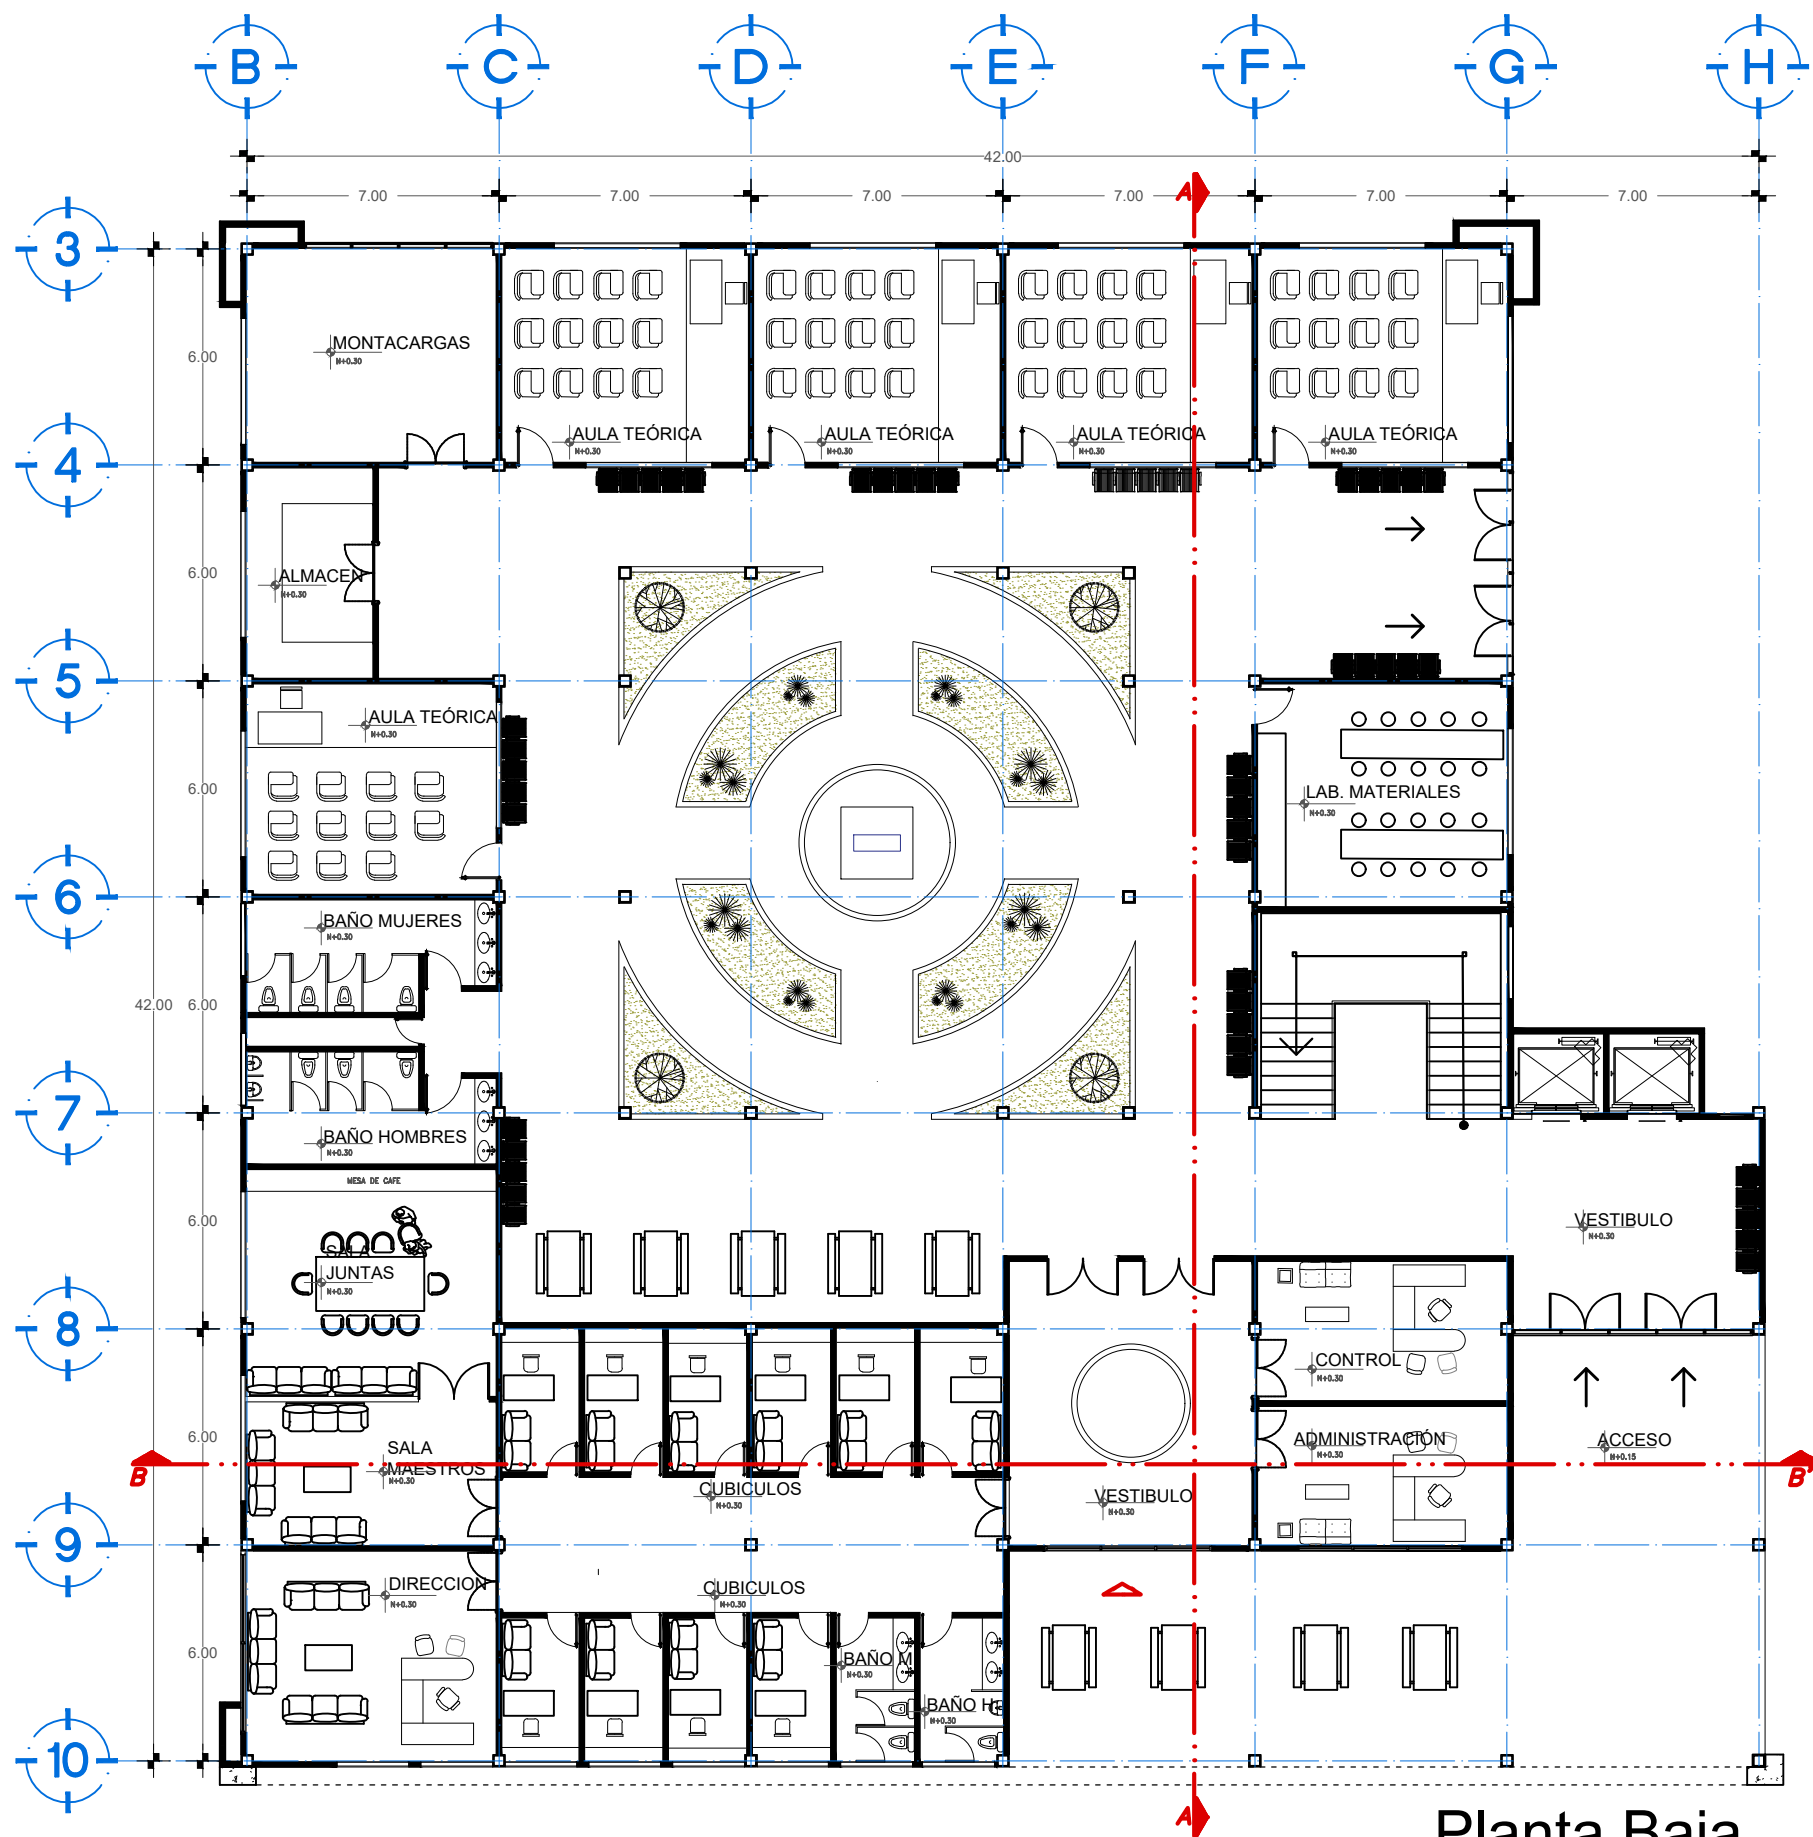 B C D E F G H
42.00
7.00 7.00 7.00 7.00 7.00 7.00
A
3
6.00
MONTACARGAS
N+0.30
AULA TEÓRICA
N+0.30
AULA TEÓRICA
N+0.30
AULA TEÓRICA
N+0.30
AULA TEÓRICA
N+0.30
4
6.00
ALMACEN
N+0.30
5
AULA TEÓRICA
N+0.30
6.00
LAB. MATERIALES
N+0.30
6
BAÑO MUJERES
N+0.30
42.00 6.00
7
BAÑO HOMBRES
N+0.30
MESA DE CAFE
6.00
VESTIBULO
N+0.30
SALA
JUNTAS
N+0.30
8
CONTROL
N+0.30
6.00
SALA
MAESTROS
N+0.30
ADMINISTRACIÓN
N+0.30
ACCESO
N+0.15
B B'
CUBICULOS
N+0.30
VESTIBULO
N+0.30
9
DIRECCION
N+0.30
CUBICULOS
N+0.30
6.00
BAÑO M
N+0.30
BAÑO H
N+0.30
10
A
Planta Baja